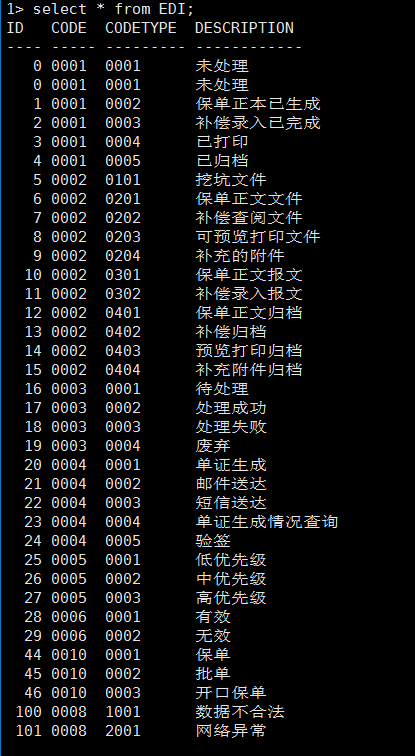 1> select * from EDI;
ID   CODE  CODETYPE  DESCRIPTION
---- ----- --------- ------------
   0 0001  0001      未处理
   0 0001  0001      未处理
   1 0001  0002      保单正本已生成
   2 0001  0003      补偿录入已完成
   3 0001  0004      已打印
   4 0001  0005      已归档
   5 0002  0101      挖坑文件
   6 0002  0201      保单正文文件
   7 0002  0202      补偿查阅文件
   8 0002  0203      可预览打印文件
   9 0002  0204      补充的附件
  10 0002  0301      保单正文报文
  11 0002  0302      补偿录入报文
  12 0002  0401      保单正文归档
  13 0002  0402      补偿归档
  14 0002  0403      预览打印归档
  15 0002  0404      补充附件归档
  16 0003  0001      待处理
  17 0003  0002      处理成功
  18 0003  0003      处理失败
  19 0003  0004      废弃
  20 0004  0001      单证生成
  21 0004  0002      邮件送达
  22 0004  0003      短信送达
  23 0004  0004      单证生成情况查询
  24 0004  0005      验签
  25 0005  0001      低优先级
  26 0005  0002      中优先级
  27 0005  0003      高优先级
  28 0006  0001      有效
  29 0006  0002      无效
  44 0010  0001      保单
  45 0010  0002      批单
  46 0010  0003      开口保单
 100 0008  1001      数据不合法
 101 0008  2001      网络异常